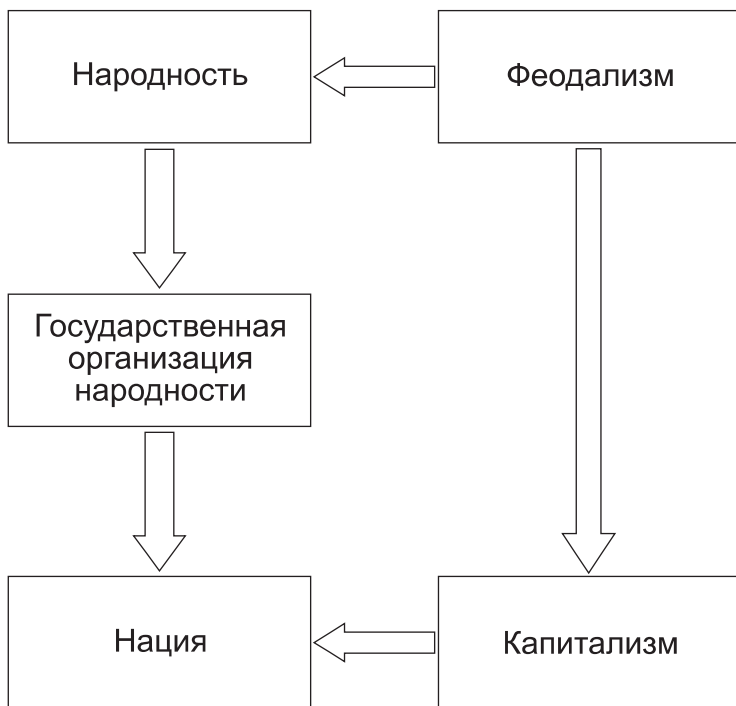 Народность
Феодализм
Государственная
организация
народности
Нация
Капитализм